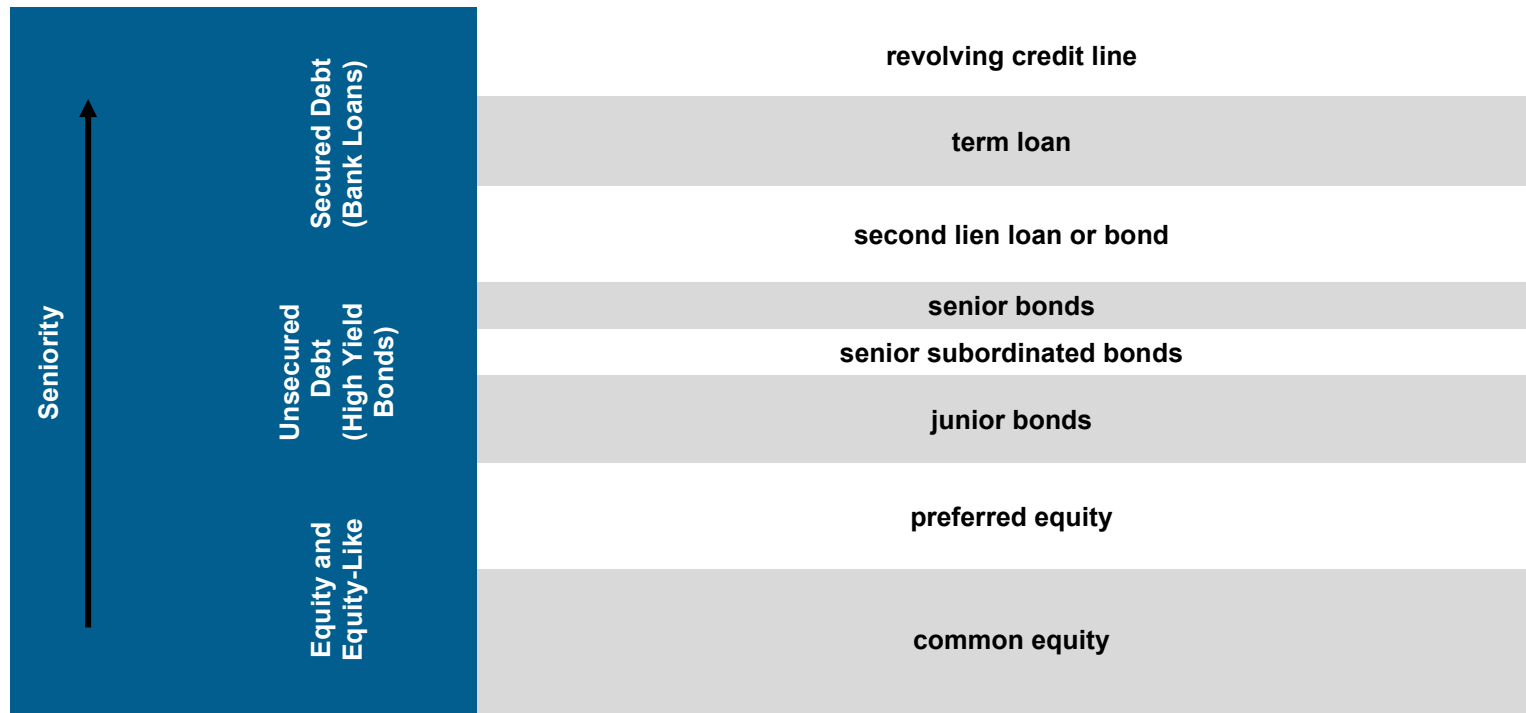 Seniority
Secured Debt
(Bank Loans)
Unsecured
Debt
(High Yield
Bonds)
Equity and
Equity-Like
revolving credit line
term loan
second lien loan or bond
senior bonds
senior subordinated bonds
junior bonds
preferred equity
common equity